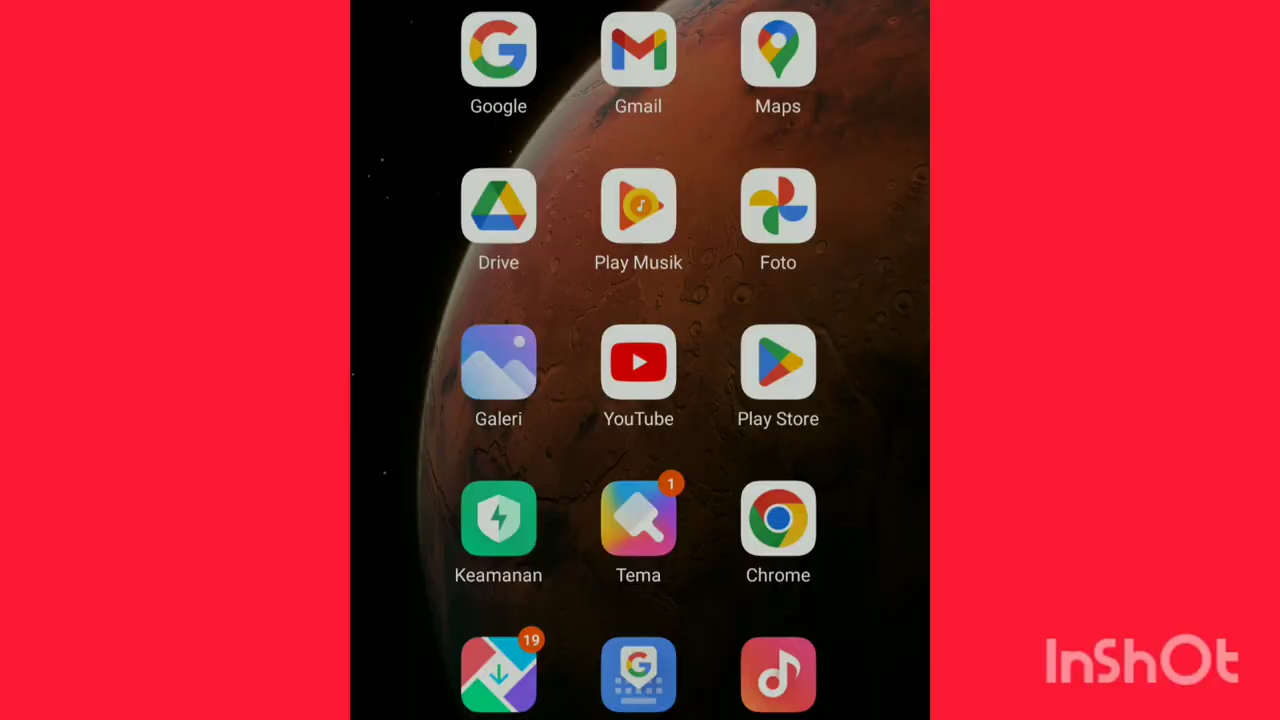 Google Gmail Maps
Drive Play Musik Foto
Galeri YouTube Play Store
1
Keamanan Tema Chrome
19
InShOt